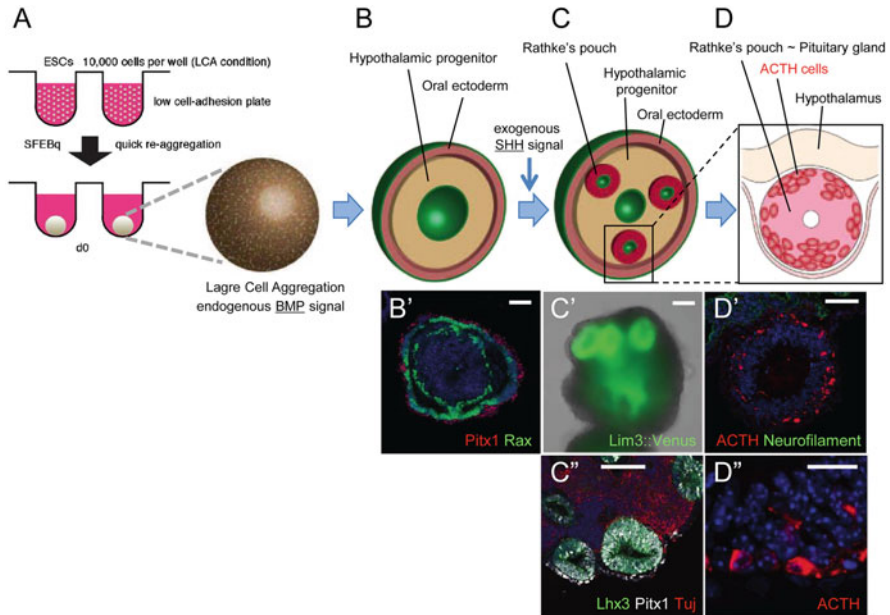 A
ESCs 10,000 cells per well (LCA condition)
low cell-adhesion plate
SFEBq
quick re-aggregation
d0
Lagre Cell Aggregation
endogenous BMP signal
B
Hypothalamic progenitor
Oral ectoderm
exogenous
SHH signal
C
Rathke's pouch
Hypothalamic
progenitor
Oral ectoderm
D
Rathke's pouch ~ Pituitary gland
ACTH cells
Hypothalamus
B'
Pitx1 Rax
C'
Lim3::Venus
D'
ACTH Neurofilament
C"
Lhx3 Pitx1 Tuj
D"
ACTH